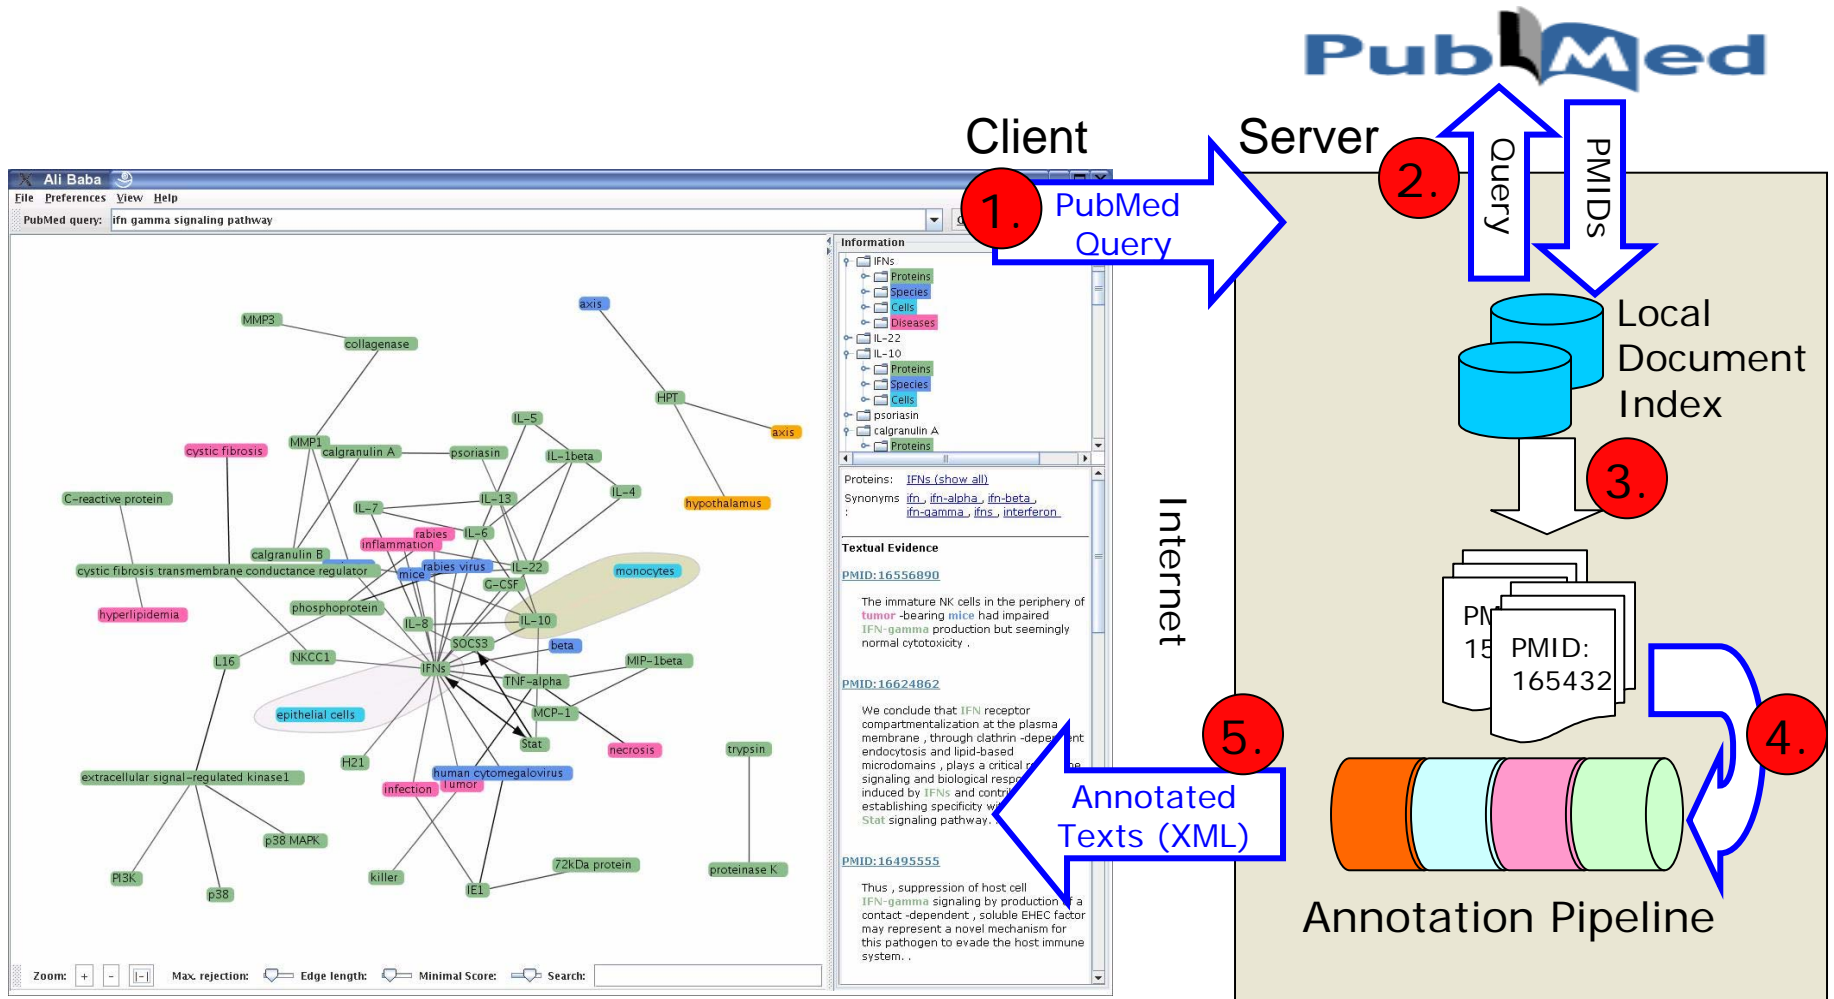 PubMed
Client
Server
1.
PubMed
Query
2.
Query
PMIDs
Ali Baba
File Preferences View Help
PubMed query: ifn gamma signaling pathway
Information
IFNs
Proteins
Species
Cells
Diseases
IL-22
IL-10
Proteins
Species
Cells
psoriasin
calgranulin A
Proteins
axis
MMP3
collagenase
HPT
axis
hypothalamus
IL-5
MMP1
calgranulin A
psoriasin
IL-1beta
cystic fibrosis
C-reactive protein
IL-13
IL-4
IL-7
rabies
IL-6
inflammation
calgranulin B
cystic fibrosis transmembrane conductance regulator
mice
rabies virus
IL-22
monocytes
G-CSF
hyperlipidemia
phosphoprotein
IL-8
IL-10
SOCS3
beta
L16
NKCC1
IFNs
MIP-1beta
TNF-alpha
epithelial cells
MCP-1
Stat
necrosis
trypsin
H21
extracellular signal-regulated kinase1
human cytomegalovirus
infection
Tumor
p38 MAPK
PI3K
p38
killer
72kDa protein
IE1
proteinase K
Proteins: IFNs (show all)
Synonyms : ifn , ifn-alpha , ifn-beta ,
ifn-gamma , ifns , interferon
Textual Evidence
PMID:16556890
The immature NK cells in the periphery of
tumor -bearing mice had impaired
IFN-gamma production but seemingly
normal cytotoxicity .
PMID:16624862
We conclude that IFN receptor
compartmentalization at the plasma
membrane , through clathrin -dependent
endocytosis and lipid-based
microdomains , plays a critical
signaling and biological
induced by IFNs and
establishing specificity
Stat signaling pathway. .
PMID:16495555
Thus , suppression of host cell
IFN-gamma signaling by production of a
contact -dependent , soluble EHEC factor
may represent a novel mechanism for
this pathogen to evade the host immune
system. .
Zoom: + - |-| Max. rejection: Edge length: Minimal Score: Search:
Internet
Local
Document
Index
3.
PMID:
165432
4.
5.
Annotated
Texts (XML)
Annotation Pipeline